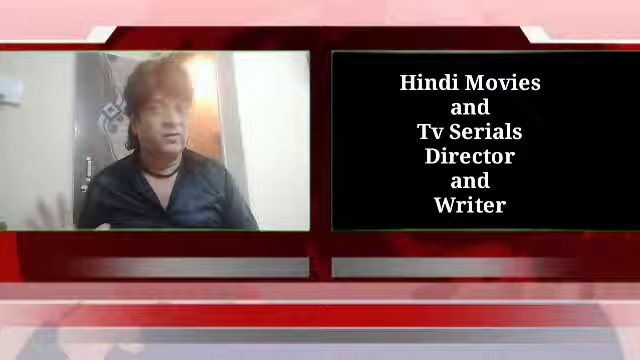 Hindi Movies
and
Tv Serials
Director
and
Writer